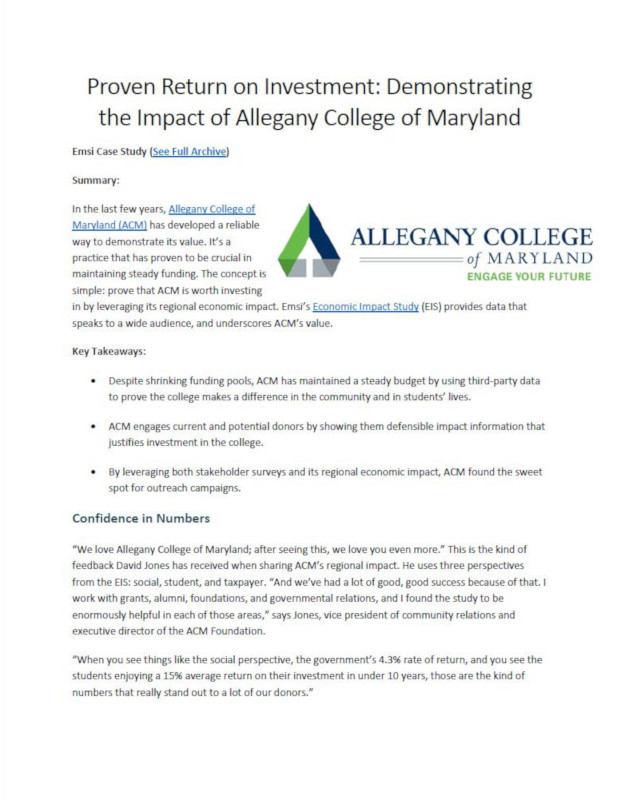 Proven Return on Investment: Demonstrating
the Impact of Allegany College of Maryland
Emsi Case Study (See Full Archive)
Summary:
In the last few years, Allegany College of
Maryland (ACM) has developed a reliable
way to demonstrate its value. It's a
practice that has proven to be crucial in
maintaining steady funding. The concept is
simple: prove that ACM is worth investing
in by leveraging its regional economic impact. Emsi's Economic Impact Study (EIS) provides data that
speaks to a wide audience, and underscores ACM's value.
ALLEGANY COLLEGE
of MARYLAND
ENGAGE YOUR FUTURE
Key Takeaways:
• Despite shrinking funding pools, ACM has maintained a steady budget by using third-party data
to prove the college makes a difference in the community and in students' lives.
• ACM engages current and potential donors by showing them defensible impact information that
justifies investment in the college.
• By leveraging both stakeholder surveys and its regional economic impact, ACM found the sweet
spot for outreach campaigns.
Confidence in Numbers
“We love Allegany College of Maryland; after seeing this, we love you even more.” This is the kind of
feedback David Jones has received when sharing ACM's regional impact. He uses three perspectives
from the EIS: social, student, and taxpayer. “And we've had a lot of good, good success because of that. I
work with grants, alumni, foundations, and governmental relations, and I found the study to be
enormously helpful in each of those areas,” says Jones, vice president of community relations and
executive director of the ACM Foundation.
“When you see things like the social perspective, the government's 4.3% rate of return, and you see the
students enjoying a 15% average return on their investment in under 10 years, those are the kind of
numbers that really stand out to a lot of our donors.”